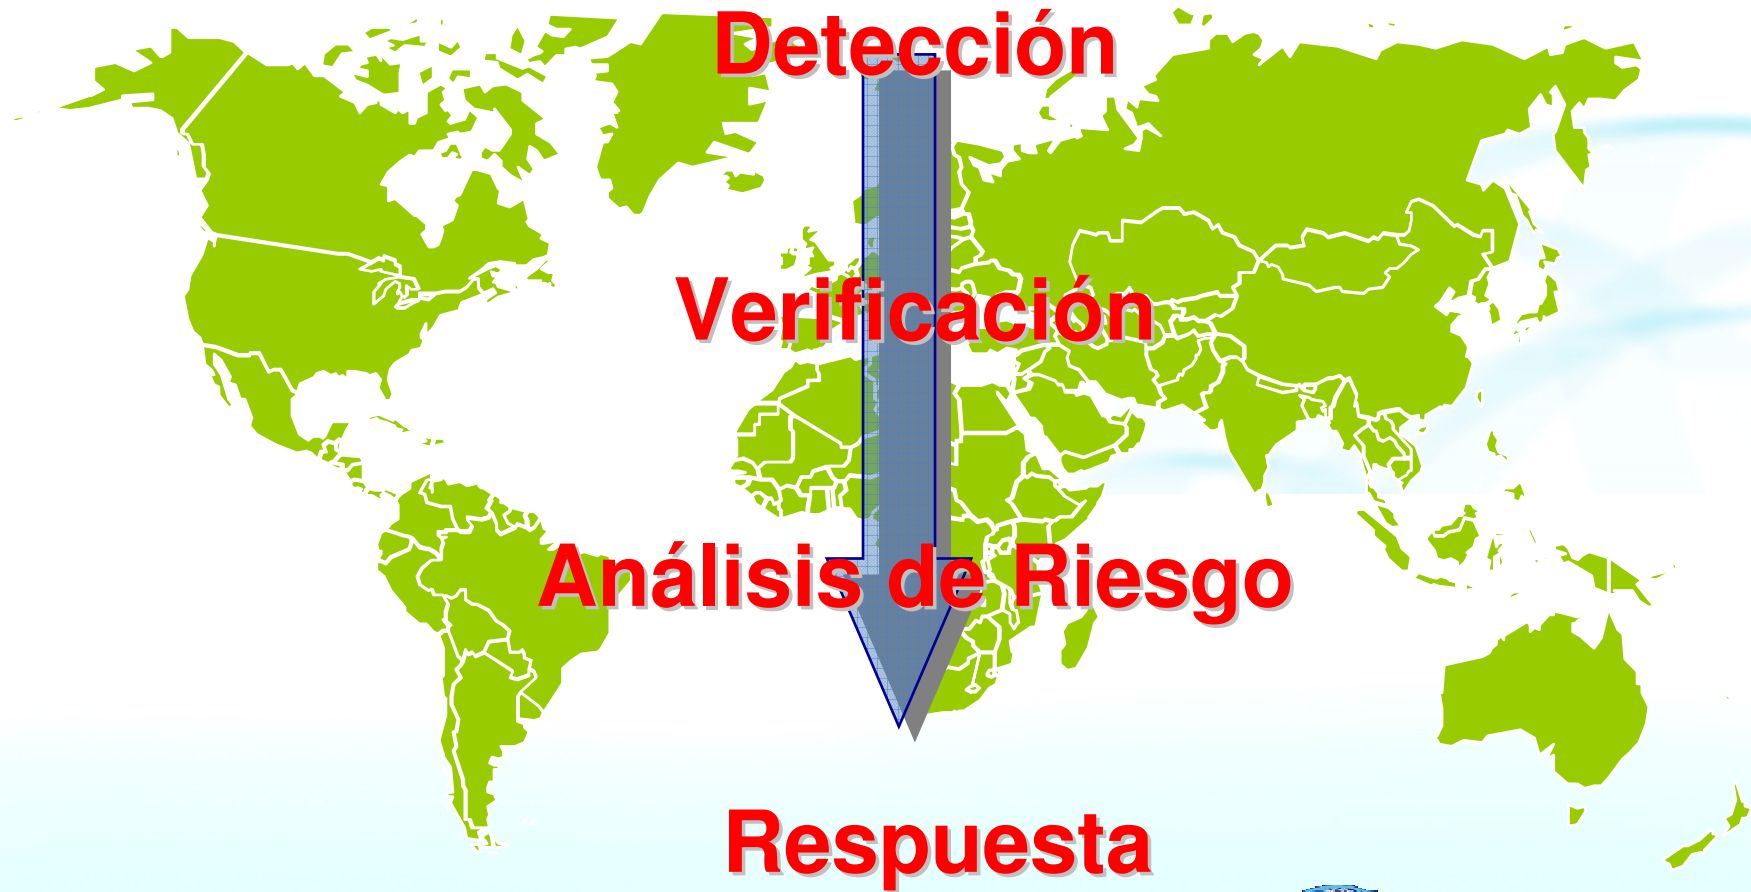 Detección
Verificación
Análisis de Riesgo
Respuesta